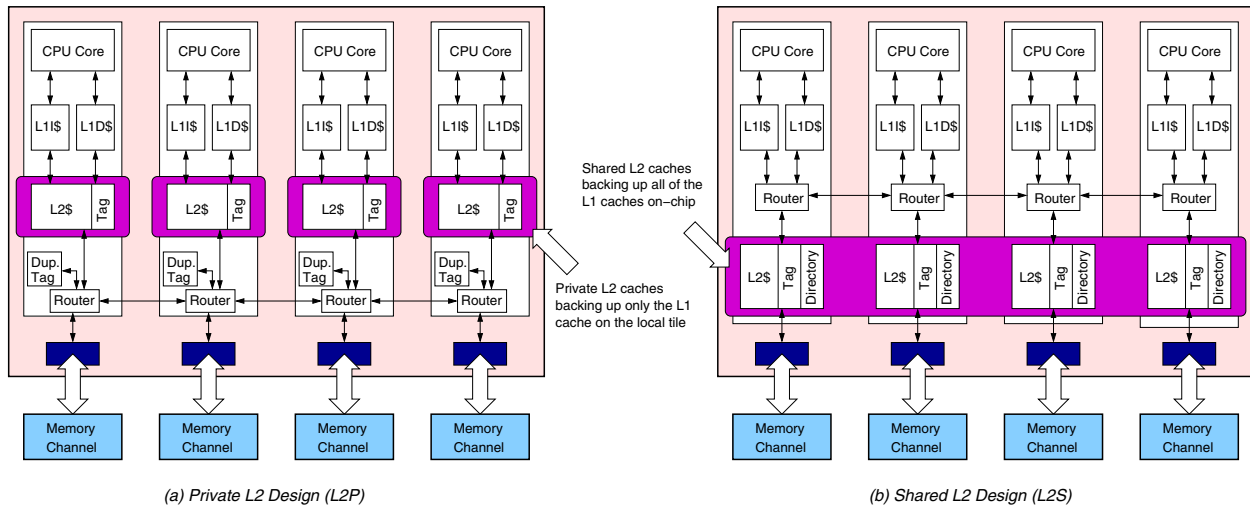 CPU Core
CPU Core
CPU Core
CPU Core
L1I$ L1D$
L1I$ L1D$
L1I$ L1D$
L1I$ L1D$
L2$ Tag
L2$ Tag
L2$ Tag
L2$ Tag
Dup.
Tag
Dup.
Tag
Dup.
Tag
Dup.
Tag
Router
Router
Router
Router
Private L2 caches
backing up only the L1
cache on the local tile
Memory
Channel
Memory
Channel
Memory
Channel
Memory
Channel
(a) Private L2 Design (L2P)
CPU Core
CPU Core
CPU Core
CPU Core
L1I$ L1D$
L1I$ L1D$
L1I$ L1D$
L1I$ L1D$
Shared L2 caches
backing up all of the
L1 caches on-chip
Router
Router
Router
Router
L2$ Tag Directory
L2$ Tag Directory
L2$ Tag Directory
L2$ Tag Directory
Memory
Channel
Memory
Channel
Memory
Channel
Memory
Channel
(b) Shared L2 Design (L2S)